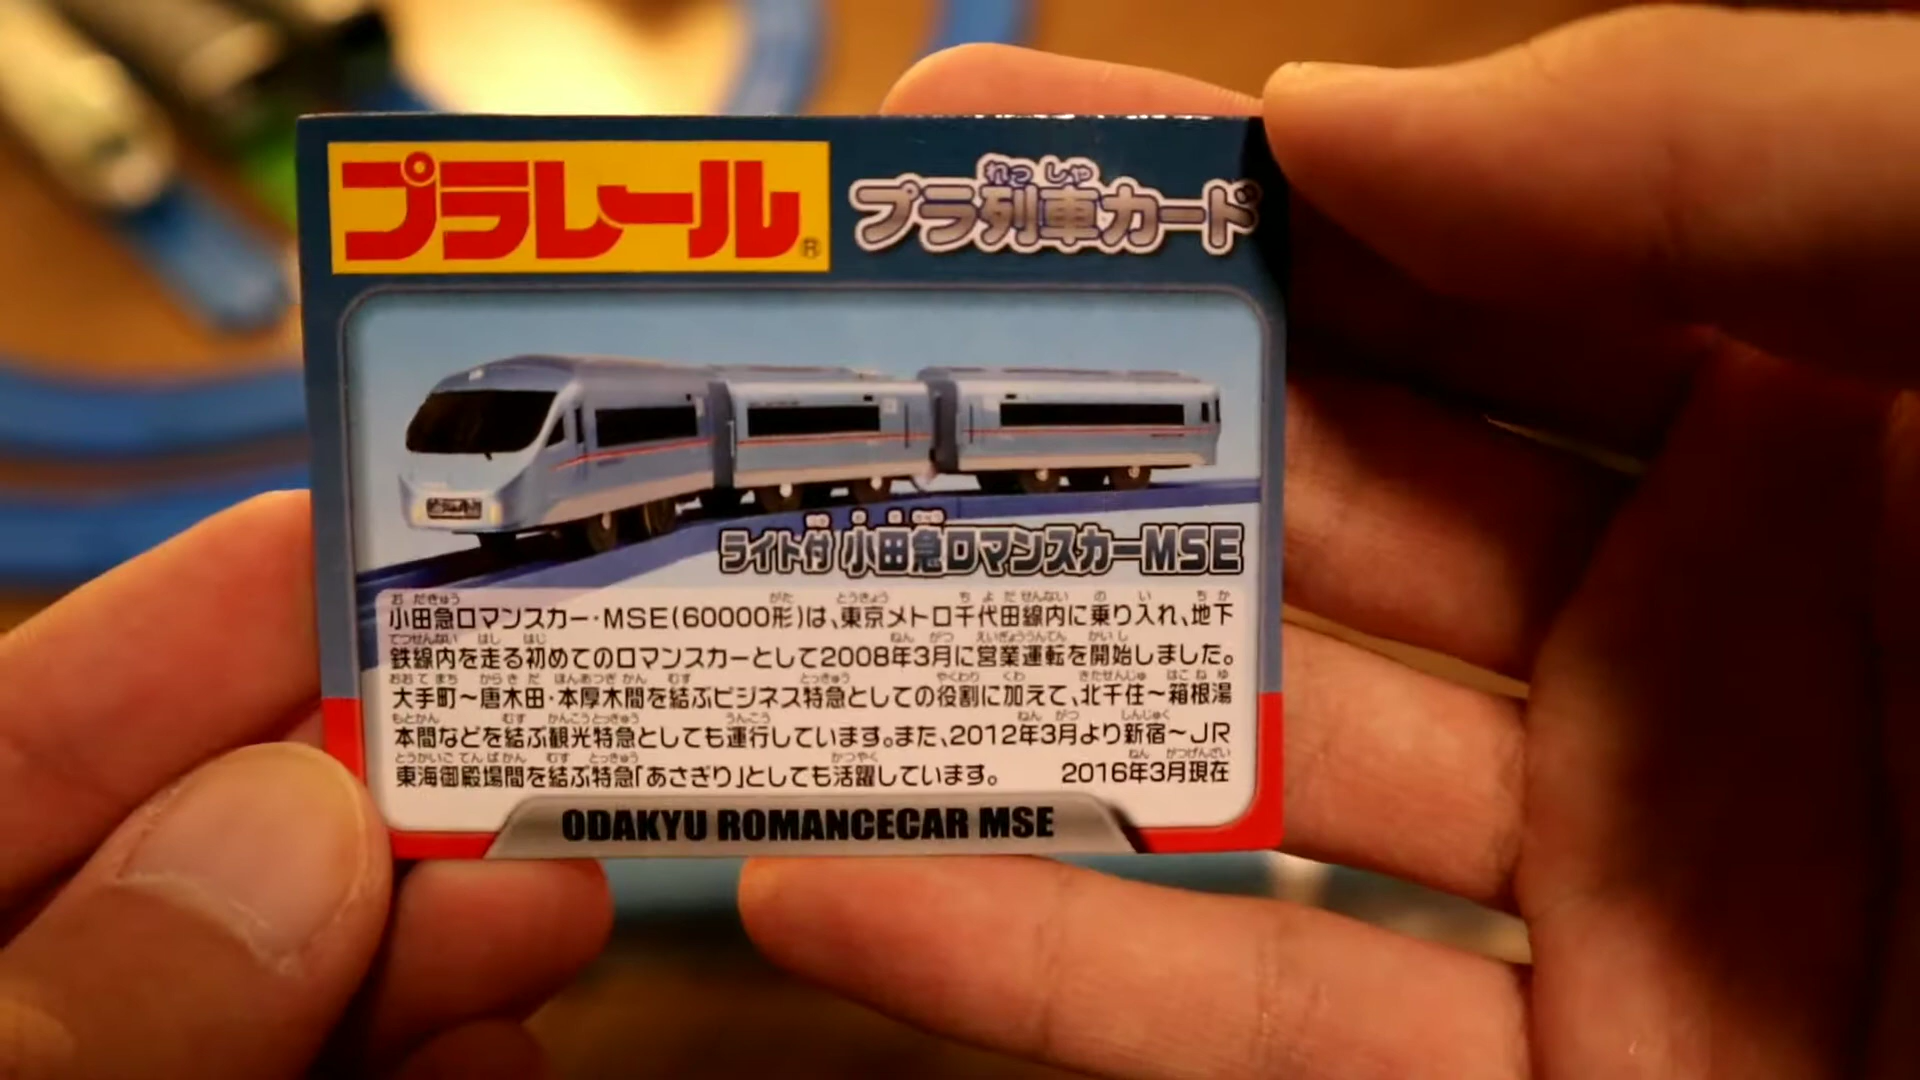 プラレール®
プラ列車カード
れっしゃ
ライト付 小田急ロマンスカーMSE
小田急ロマンスカー・MSE(60000形)は、東京メトロ千代田線内に乗り入れ、地下
鉄線内を走る初めてのロマンスカーとして2008年3月に営業運転を開始しました。
大手町〜唐木田・本厚木間を結ぶビジネス特急としての役割に加えて、北千住〜箱根湯
本間などを結ぶ観光特急としても運行しています。また、2012年3月より新宿〜JR
東海御殿場間を結ぶ特急「あさぎり」としても活躍しています。 2016年3月現在
ODAKYU ROMANCECAR MSE